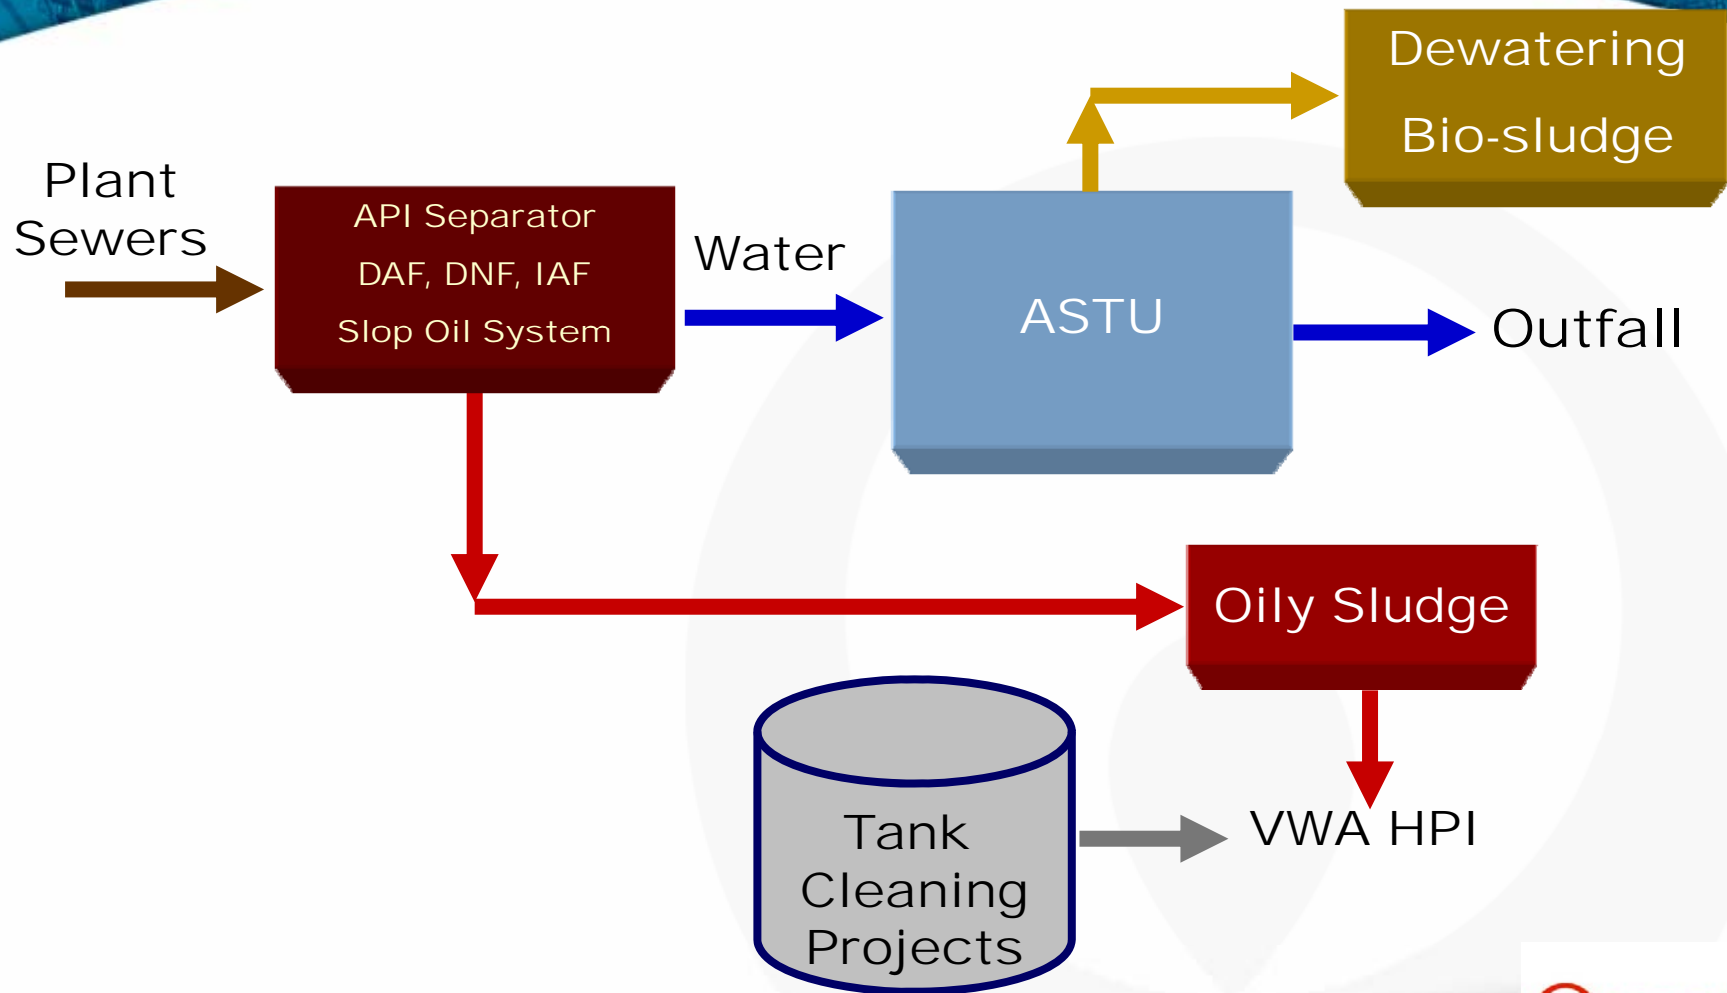 Dewatering
Bio-sludge
Plant
Sewers
API Separator
DAF, DNF, IAF
Slop Oil System
Water
ASTU
Outfall
Oily Sludge
Tank
Cleaning
Projects
VWA HPI